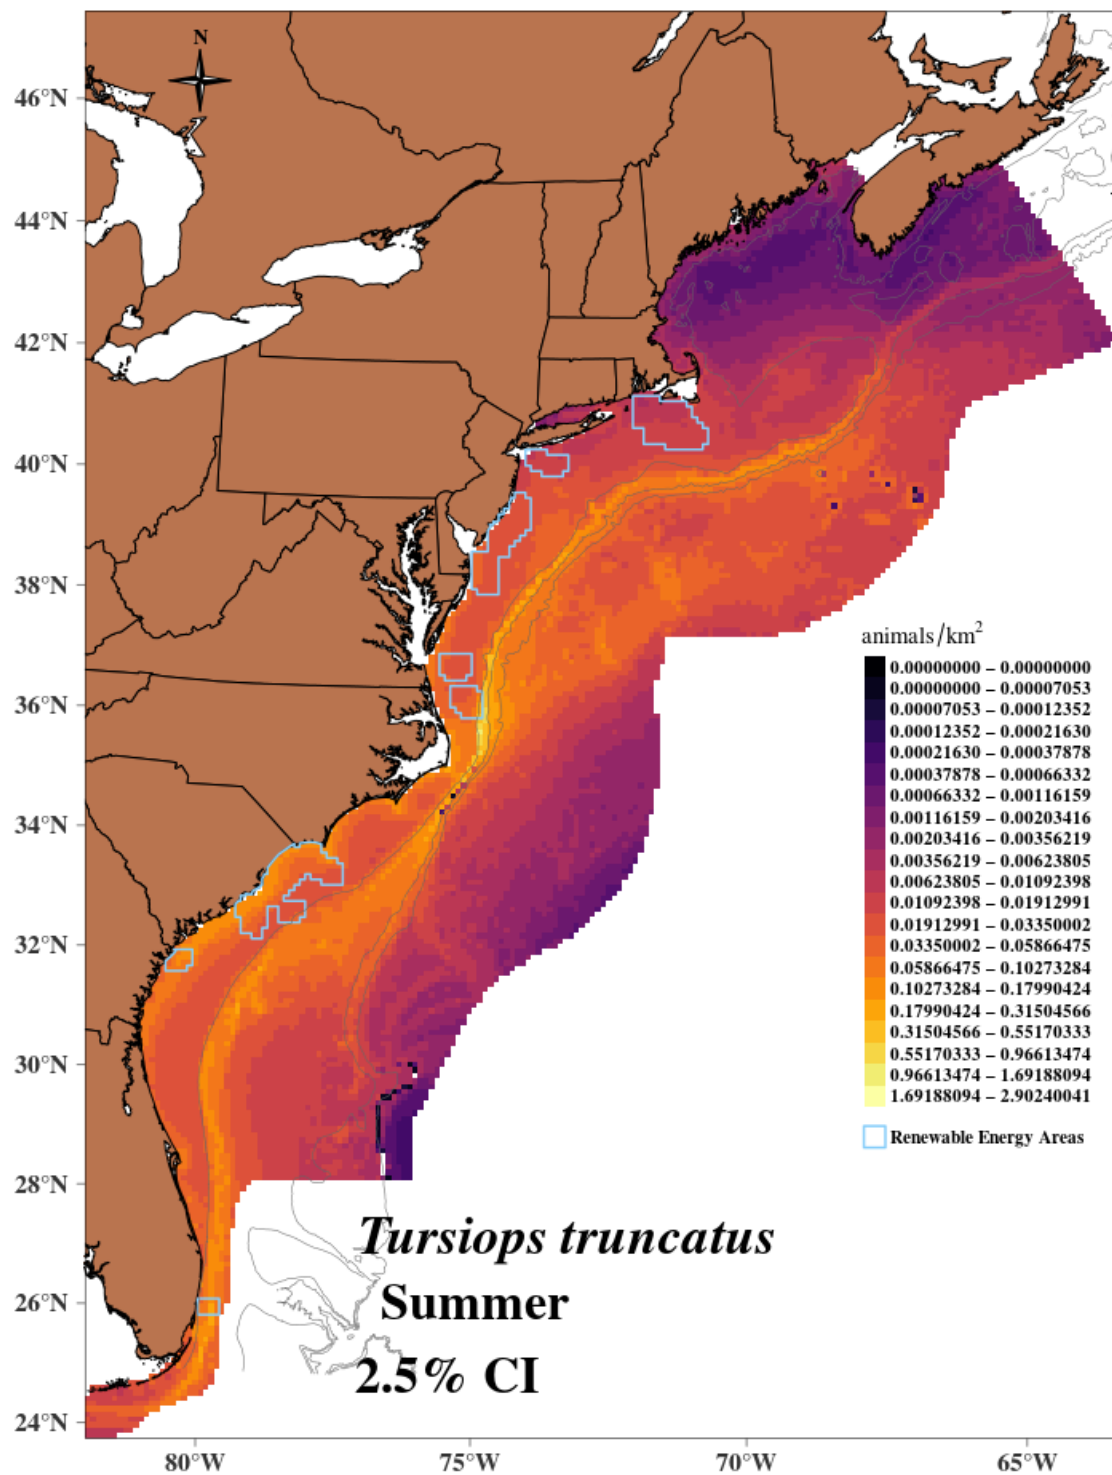 N
46°N
44°N
42°N
40°N
38°N
36°N
34°N
32°N
30°N
28°N
26°N
24°N
animals/km²
0.00000000 – 0.00000000
0.00000000 – 0.00007053
0.00007053 – 0.00012352
0.00012352 – 0.00021630
0.00021630 – 0.00037878
0.00037878 – 0.00066332
0.00066332 – 0.00116159
0.00116159 – 0.00203416
0.00203416 – 0.00356219
0.00356219 – 0.00623805
0.00623805 – 0.01092398
0.01092398 – 0.01912991
0.01912991 – 0.03350002
0.03350002 – 0.05866475
0.05866475 – 0.10273284
0.10273284 – 0.17990424
0.17990424 – 0.31504566
0.31504566 – 0.55170333
0.55170333 – 0.96613474
0.96613474 – 1.69188094
1.69188094 – 2.90240041
Renewable Energy Areas
Tursiops truncatus
Summer
2.5% CI
80°W
75°W
70°W
65°W